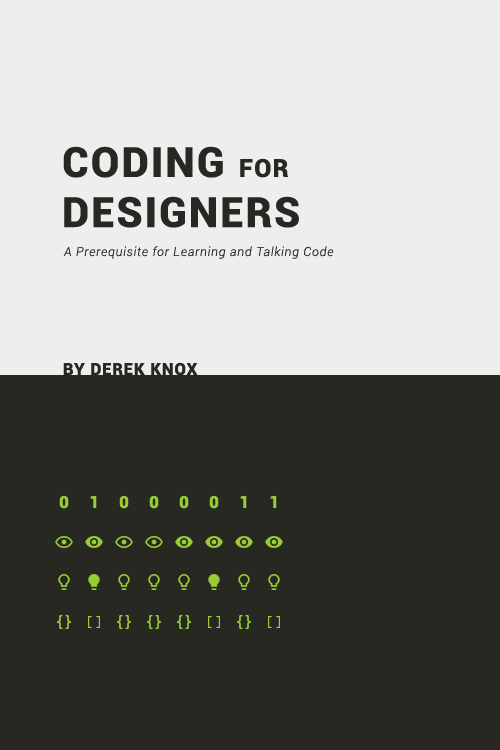 CODING FOR
DESIGNERS
A Prerequisite for Learning and Talking Code
BY DEREK KNOX
0 1 0 0 0 0 1 1
{} [] {} {} {} [] {} []